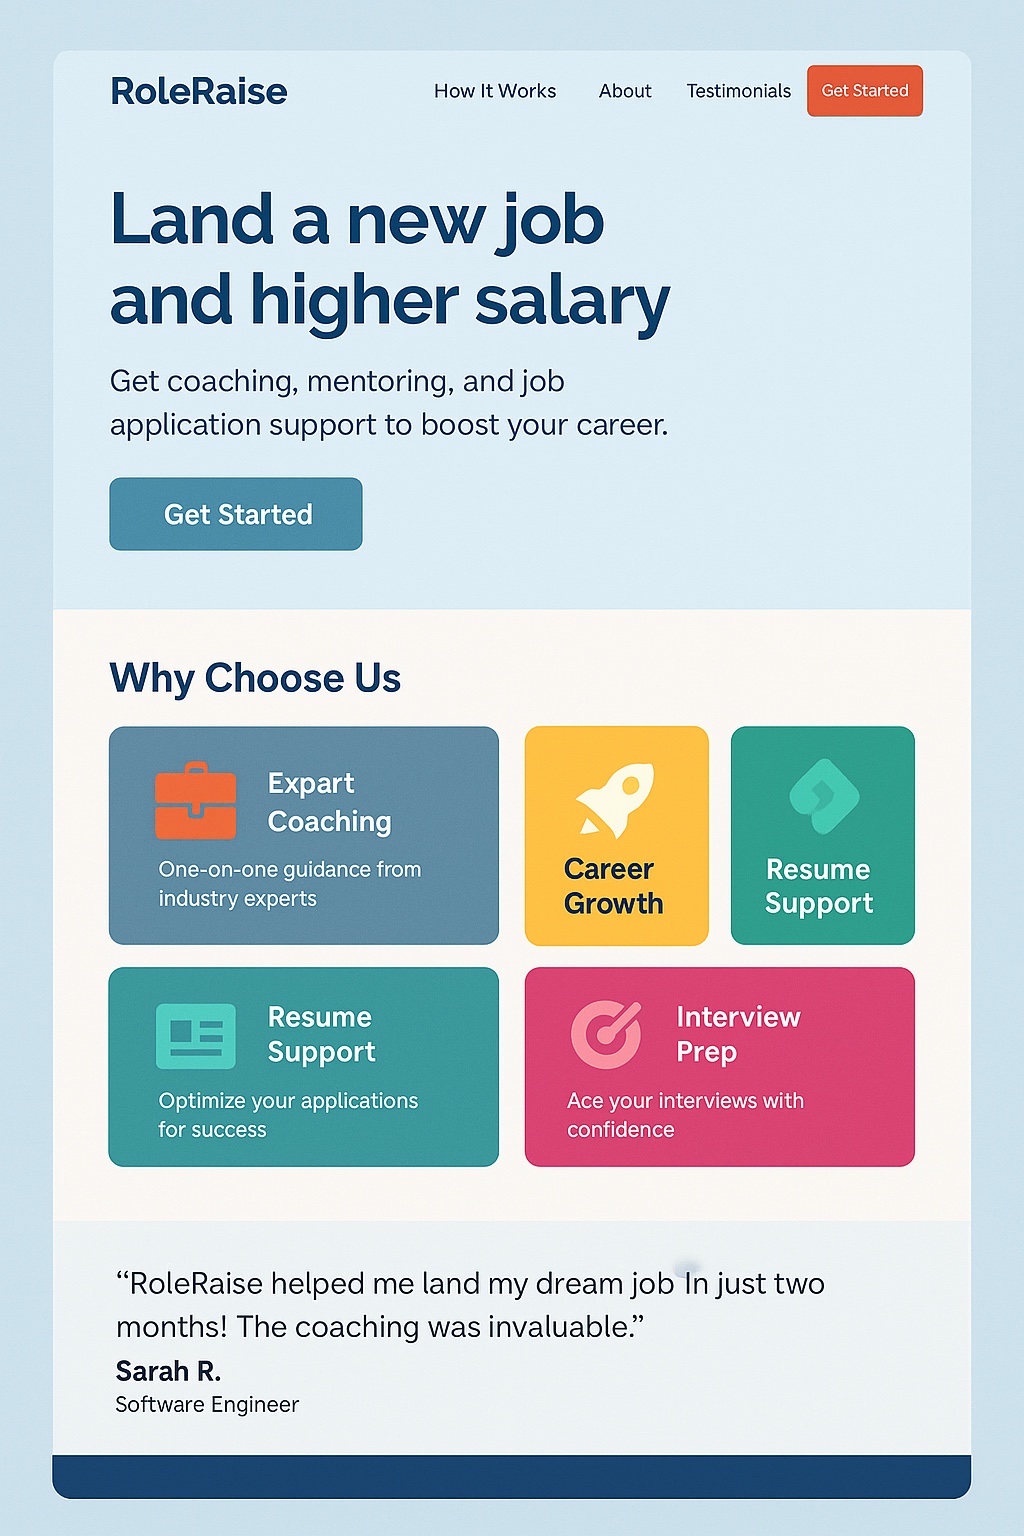 RoleRaise
How It Works
About
Testimonials
Get Started
Land a new job
and higher salary
Get coaching, mentoring, and job
application support to boost your career.
Get Started
Why Choose Us
Expart
Coaching
One-on-one guidance from
industry experts
Career
Growth
Resume
Support
Resume
Support
Optimize your applications
for success
Interview
Prep
Ace your interviews with
confidence
“RoleRaise helped me land my dream job In just two
months! The coaching was invaluable.”
Sarah R.
Software Engineer